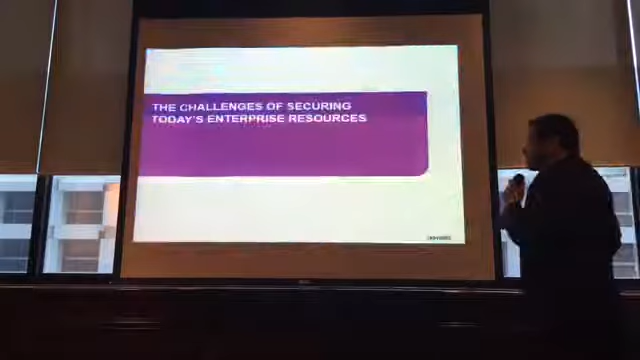 THE CHALLENGES OF SECURING
TODAY'S ENTERPRISE RESOURCES